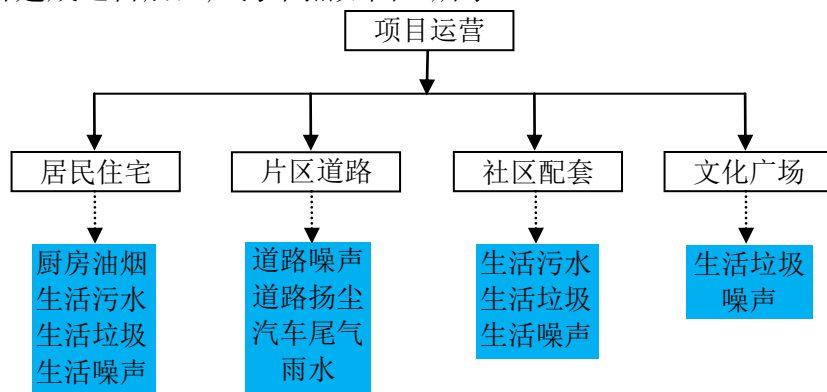 项目运营
居民住宅
片区道路
社区配套
文化广场
厨房油烟
生活污水
生活垃圾
生活噪声
道路噪声
道路扬尘
汽车尾气
雨水
生活污水
生活垃圾
生活噪声
生活垃圾
噪声